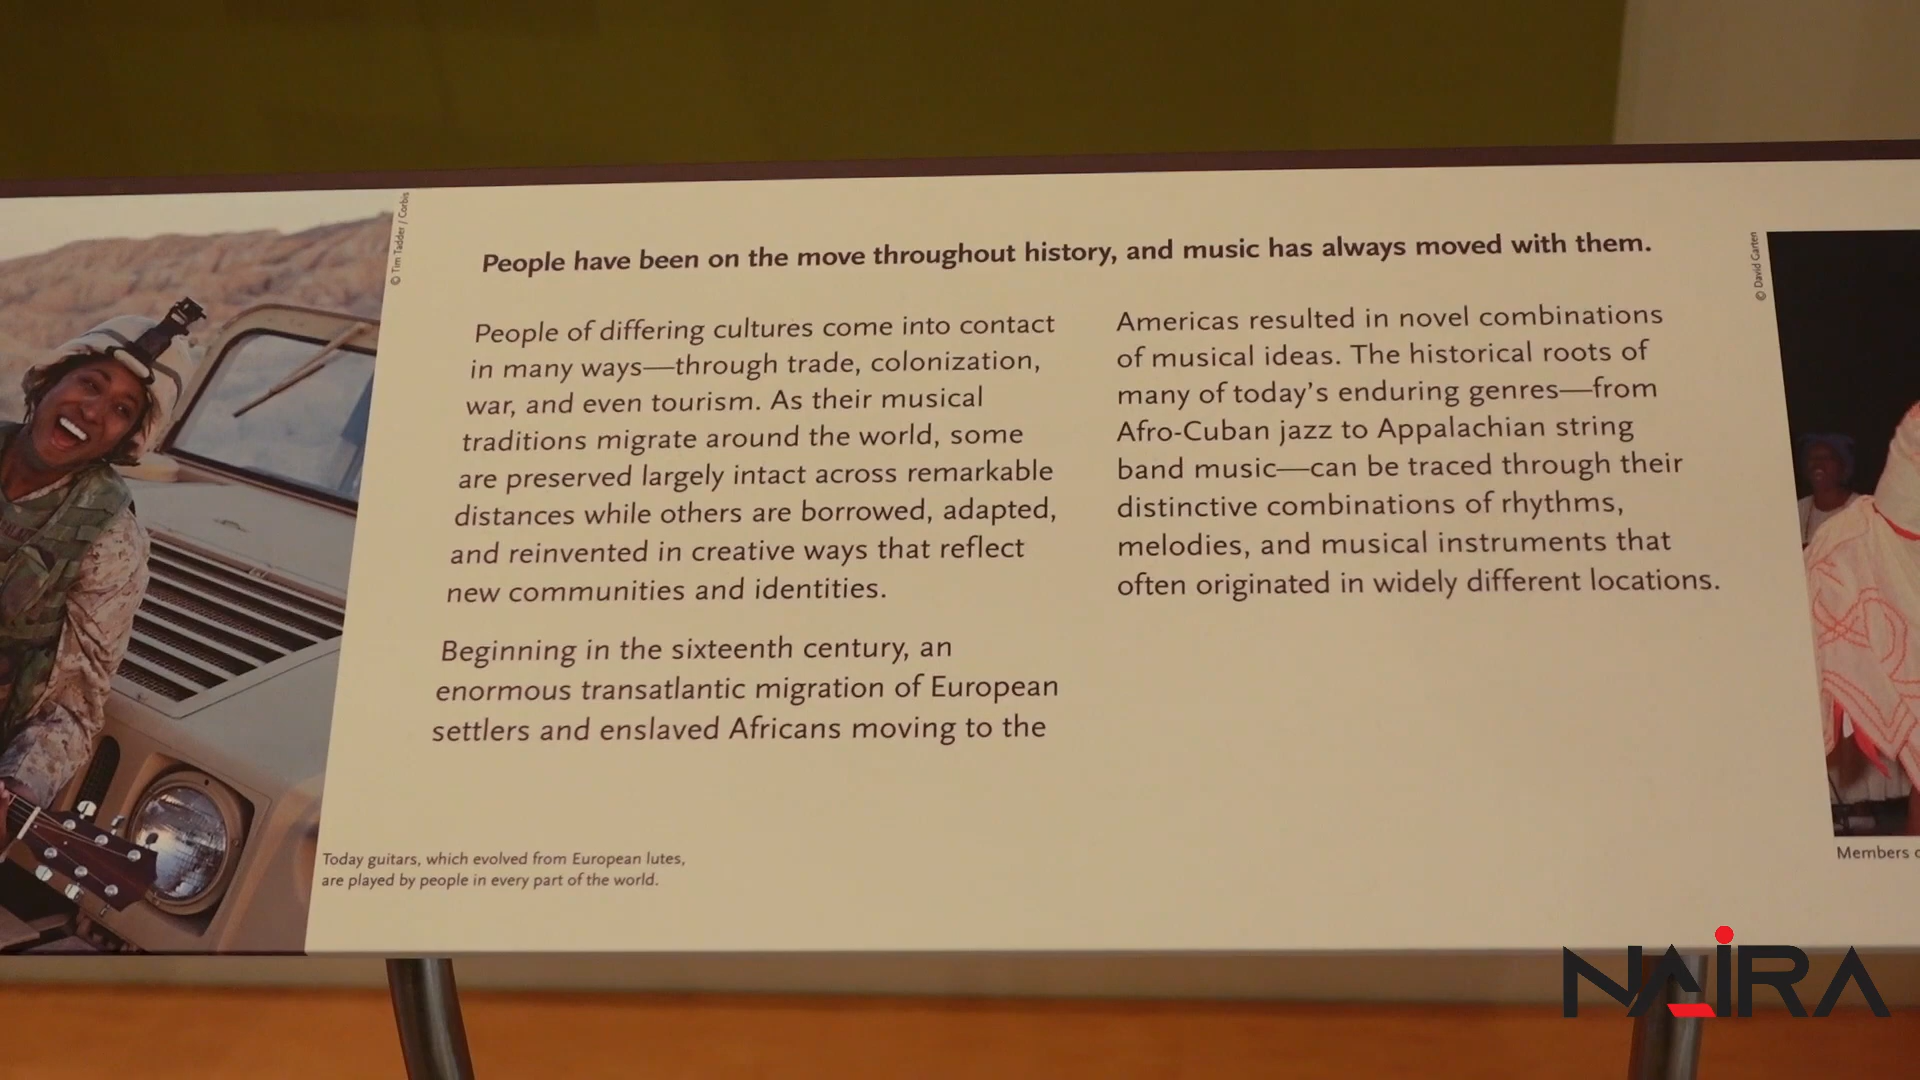 © Tim Tadder / Corbis
People have been on the move throughout history, and music has always moved with them.
People of differing cultures come into contact
in many ways—through trade, colonization,
war, and even tourism. As their musical
traditions migrate around the world, some
are preserved largely intact across remarkable
distances while others are borrowed, adapted,
and reinvented in creative ways that reflect
new communities and identities.
Beginning in the sixteenth century, an
enormous transatlantic migration of European
settlers and enslaved Africans moving to the
Americas resulted in novel combinations
of musical ideas. The historical roots of
many of today's enduring genres—from
Afro-Cuban jazz to Appalachian string
band music—can be traced through their
distinctive combinations of rhythms,
melodies, and musical instruments that
often originated in widely different locations.
Today guitars, which evolved from European lutes,
are played by people in every part of the world.
© David Garten
Members
NAIRA